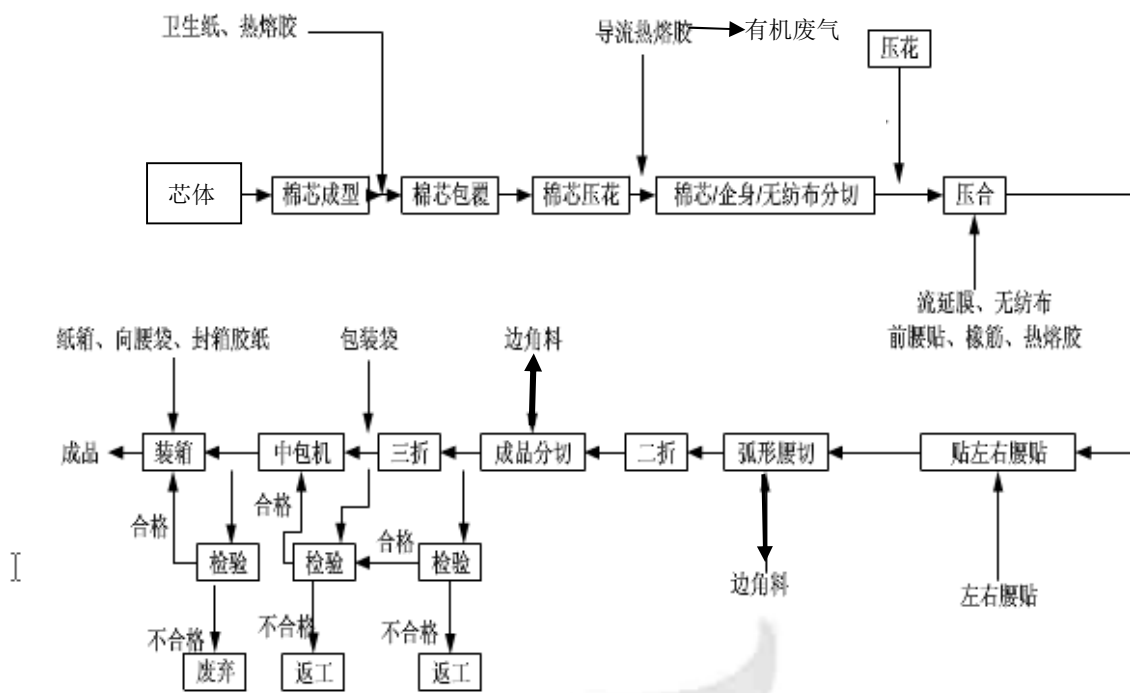 卫生纸、热熔胶
导流热熔胶
有机废气
压花
芯体
棉芯成型
棉芯包覆
棉芯压花
棉芯/企身/无纺布分切
压合
流延膜、无纺布
前腰贴、橡筋、热熔胶
纸箱、向腰袋、封箱胶纸
包装袋
边角料
成品
装箱
中包机
三折
成品分切
二折
弧形腰切
贴左右腰贴
合格
合格
合格
检验
检验
检验
边角料
左右腰贴
不合格
不合格
不合格
废弃
返工
返工